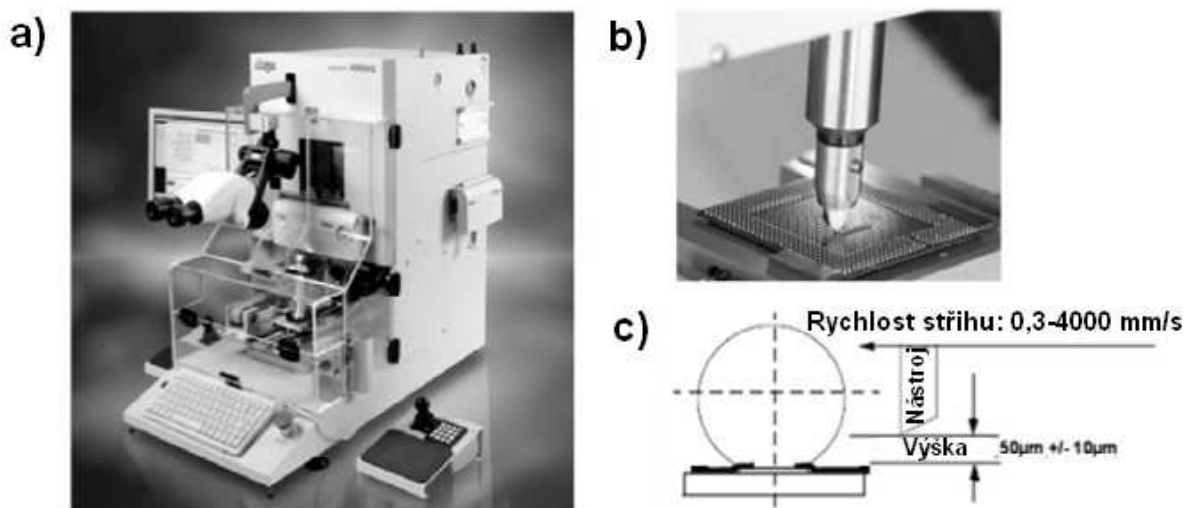 a)
b)
c)
Rychlost střihu: 0,3-4000 mm/s
Nástroj
Výška
50µm +/- 10µm